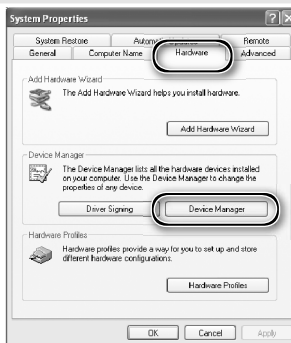 System Properties
System Restore Automatic Updates Remote
General Computer Name Hardware Advanced
Add Hardware Wizard
The Add Hardware Wizard helps you install hardware.
Add Hardware Wizard
Device Manager
The Device Manager lists all the hardware devices installed
on your computer. Use the Device Manager to change the
properties of any device.
Driver Signing Device Manager
Hardware Profiles
Hardware profiles provide a way for you to set up and store
different hardware configurations.
Hardware Profiles
OK Cancel Apply